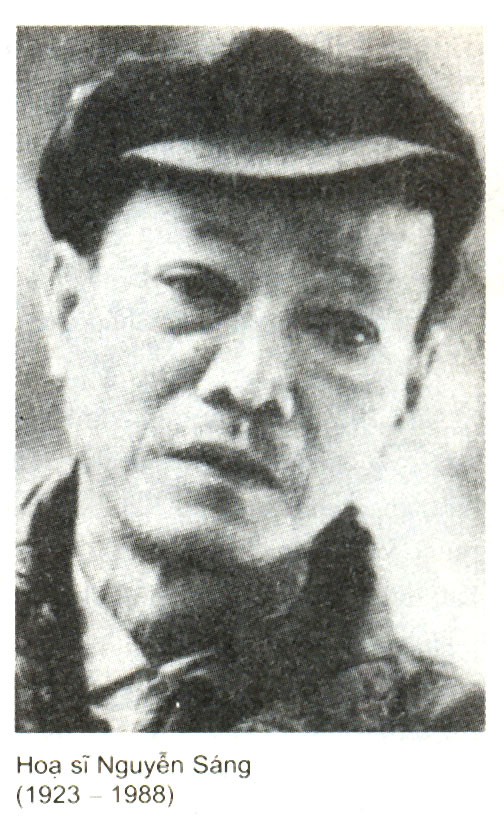 Hoạ sĩ Nguyễn Sáng
(1923 – 1988)